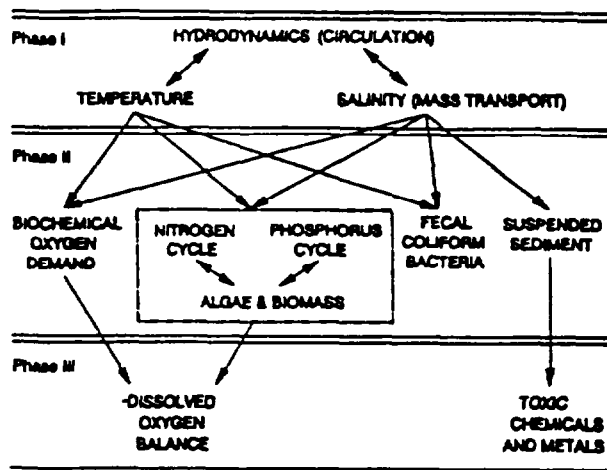 Phase I
HYDRODYNAMICS (CIRCULATION)
TEMPERATURE
SALINITY (MASS TRANSPORT)
Phase II
BIOCHEMICAL
OXYGEN
DEMAND
NITROGEN
CYCLE
PHOSPHORUS
CYCLE
ALGAE & BIOMASS
FECAL
COLIFORM
BACTERIA
SUSPENDED
SEDIMENT
Phase III
-DISSOLVED
OXYGEN
BALANCE
TOXIC
CHEMICALS
AND METALS